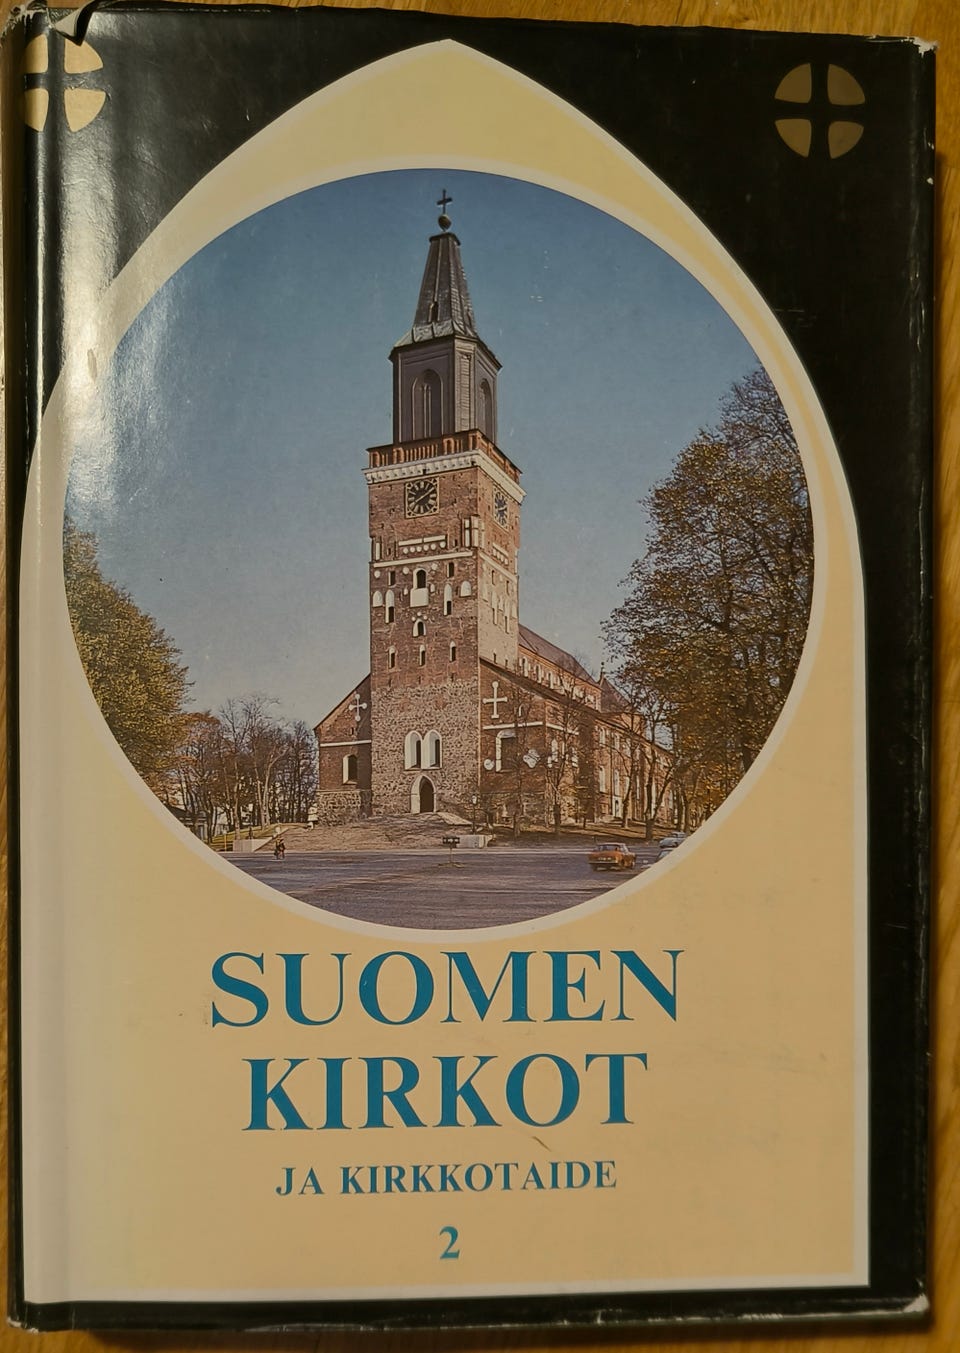 SUOMEN
KIRKOT
JA KIRKKOTAIDE
2